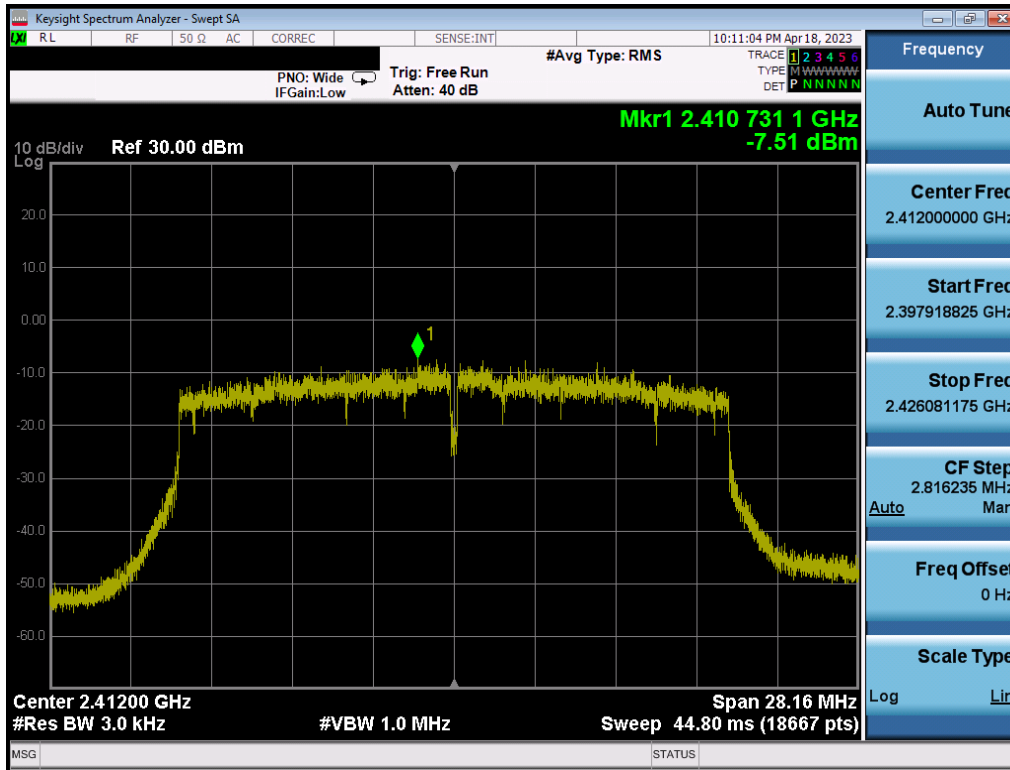 Keysight Spectrum Analyzer - Swept SA
LXI RL RF 50 Ω AC CORREC SENSE:INT 10:11:04 PM Apr 18, 2023
PNO: Wide Trig: Free Run #Avg Type: RMS TRACE 1 2 3 4 5 6
IFGain:Low Atten: 40 dB TYPE M WWWWW
DET P N N N N N
Mkr1 2.410 731 1 GHz
-7.51 dBm
10 dB/div Ref 30.00 dBm
Log
20.0
10.0
0.00
-10.0
-20.0
-30.0
-40.0
-50.0
-60.0
1
Center 2.41200 GHz Span 28.16 MHz
#Res BW 3.0 kHz #VBW 1.0 MHz Sweep 44.80 ms (18667 pts)
MSG STATUS
Frequency
Auto Tune
Center Freq
2.412000000 GHz
Start Freq
2.397918825 GHz
Stop Freq
2.426081175 GHz
CF Step
2.816235 MHz
Auto Man
Freq Offset
0 Hz
Scale Type
Log Lin